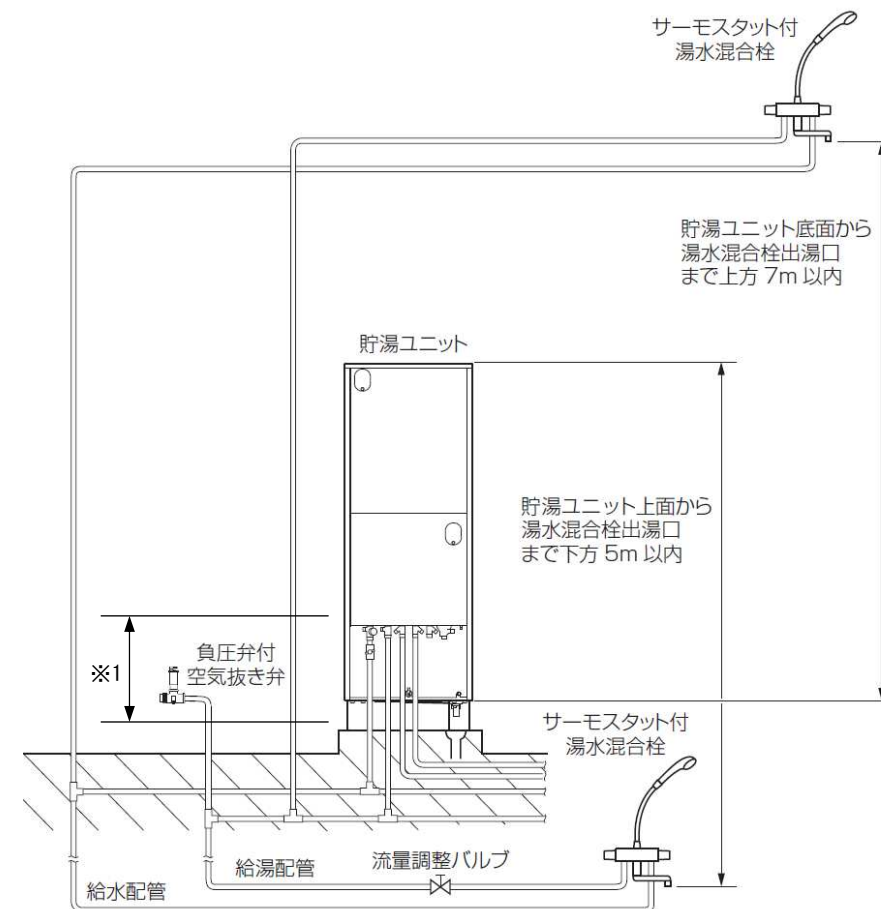 サーモスタット付
湯水混合栓
貯湯ユニット底面から
湯水混合栓出湯口
まで上方 7m 以内
貯湯ユニット
貯湯ユニット上面から
湯水混合栓出湯口
まで下方 5m 以内
※1
負圧弁付
空気抜き弁
サーモスタット付
湯水混合栓
給湯配管
流量調整バルブ
給水配管